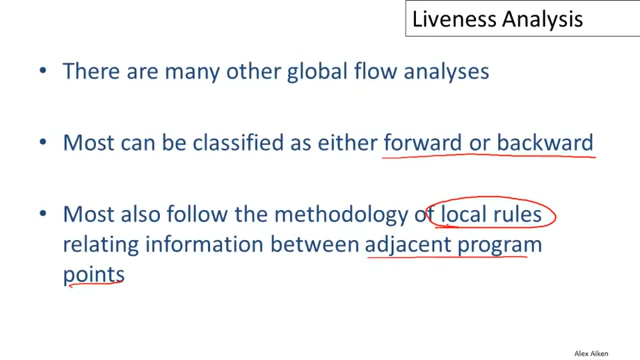 Liveness Analysis
• There are many other global flow analyses
• Most can be classified as either forward or backward
• Most also follow the methodology of local rules
relating information between adjacent program
points
Alex Aiken